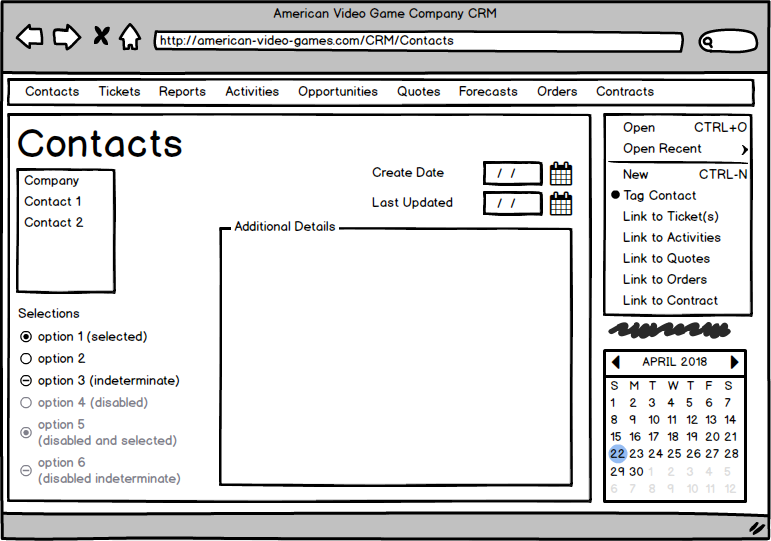 American Video Game Company CRM
http://american-video-games.com/CRM/Contacts
Contacts Tickets Reports Activities Opportunities Quotes Forecasts Orders Contracts
Contacts
Company
Contact 1
Contact 2
Create Date / /
Last Updated / /
Additional Details
Selections
option 1 (selected)
option 2
option 3 (indeterminate)
option 4 (disabled)
option 5
(disabled and selected)
option 6
(disabled indeterminate)
Open CTRL+O
Open Recent
New CTRL-N
Tag Contact
Link to Ticket(s)
Link to Activities
Link to Quotes
Link to Orders
Link to Contract
APRIL 2018
S M T W T F S
1 2 3 4 5 6 7
8 9 10 11 12 13 14
15 16 17 18 19 20 21
22 23 24 25 26 27 28
29 30 1 2 3 4 5
6 7 8 9 10 11 12